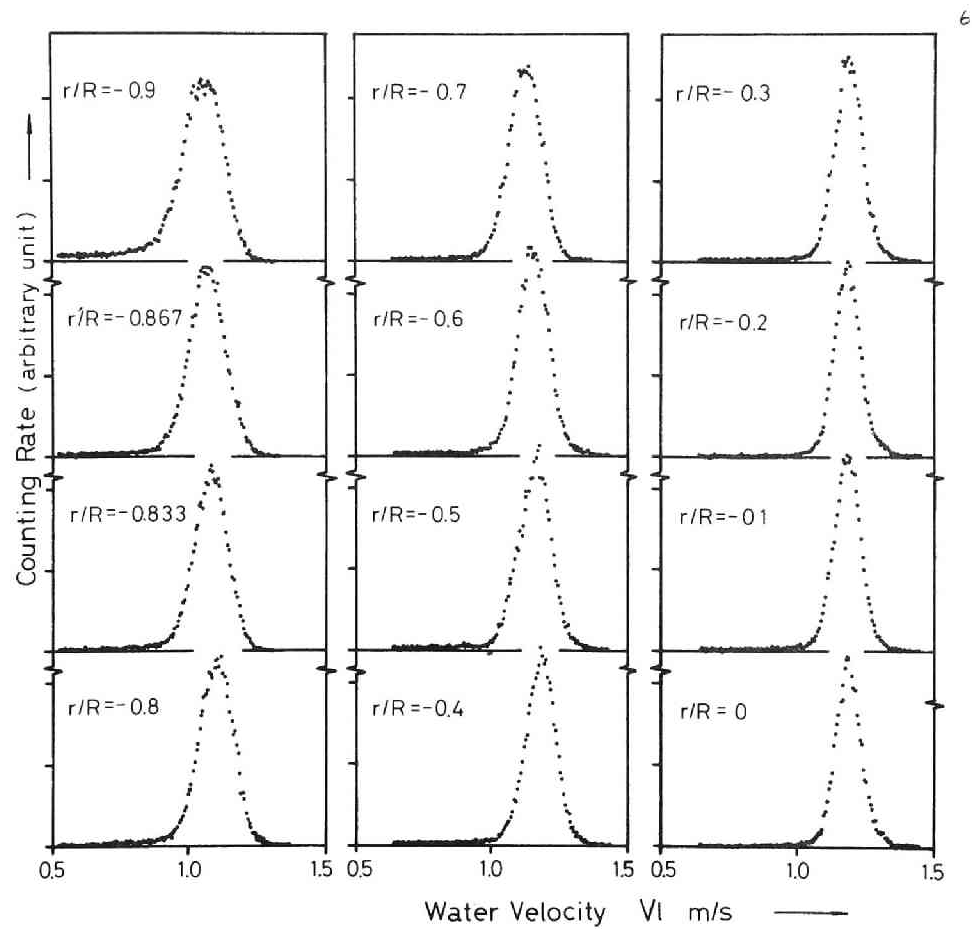 6
r/R=-0.9
r/R=-0.7
r/R=-0.3
r/R=-0.867
r/R=-0.6
r/R=-0.2
r/R=-0.833
r/R=-0.5
r/R=-01
r/R=-0.8
r/R=-0.4
r/R= 0
Counting Rate (arbitrary unit)
0.5 1.0 1.5 0.5 1.0 1.5 0.5 1.0 1.5
Water Velocity Vl m/s